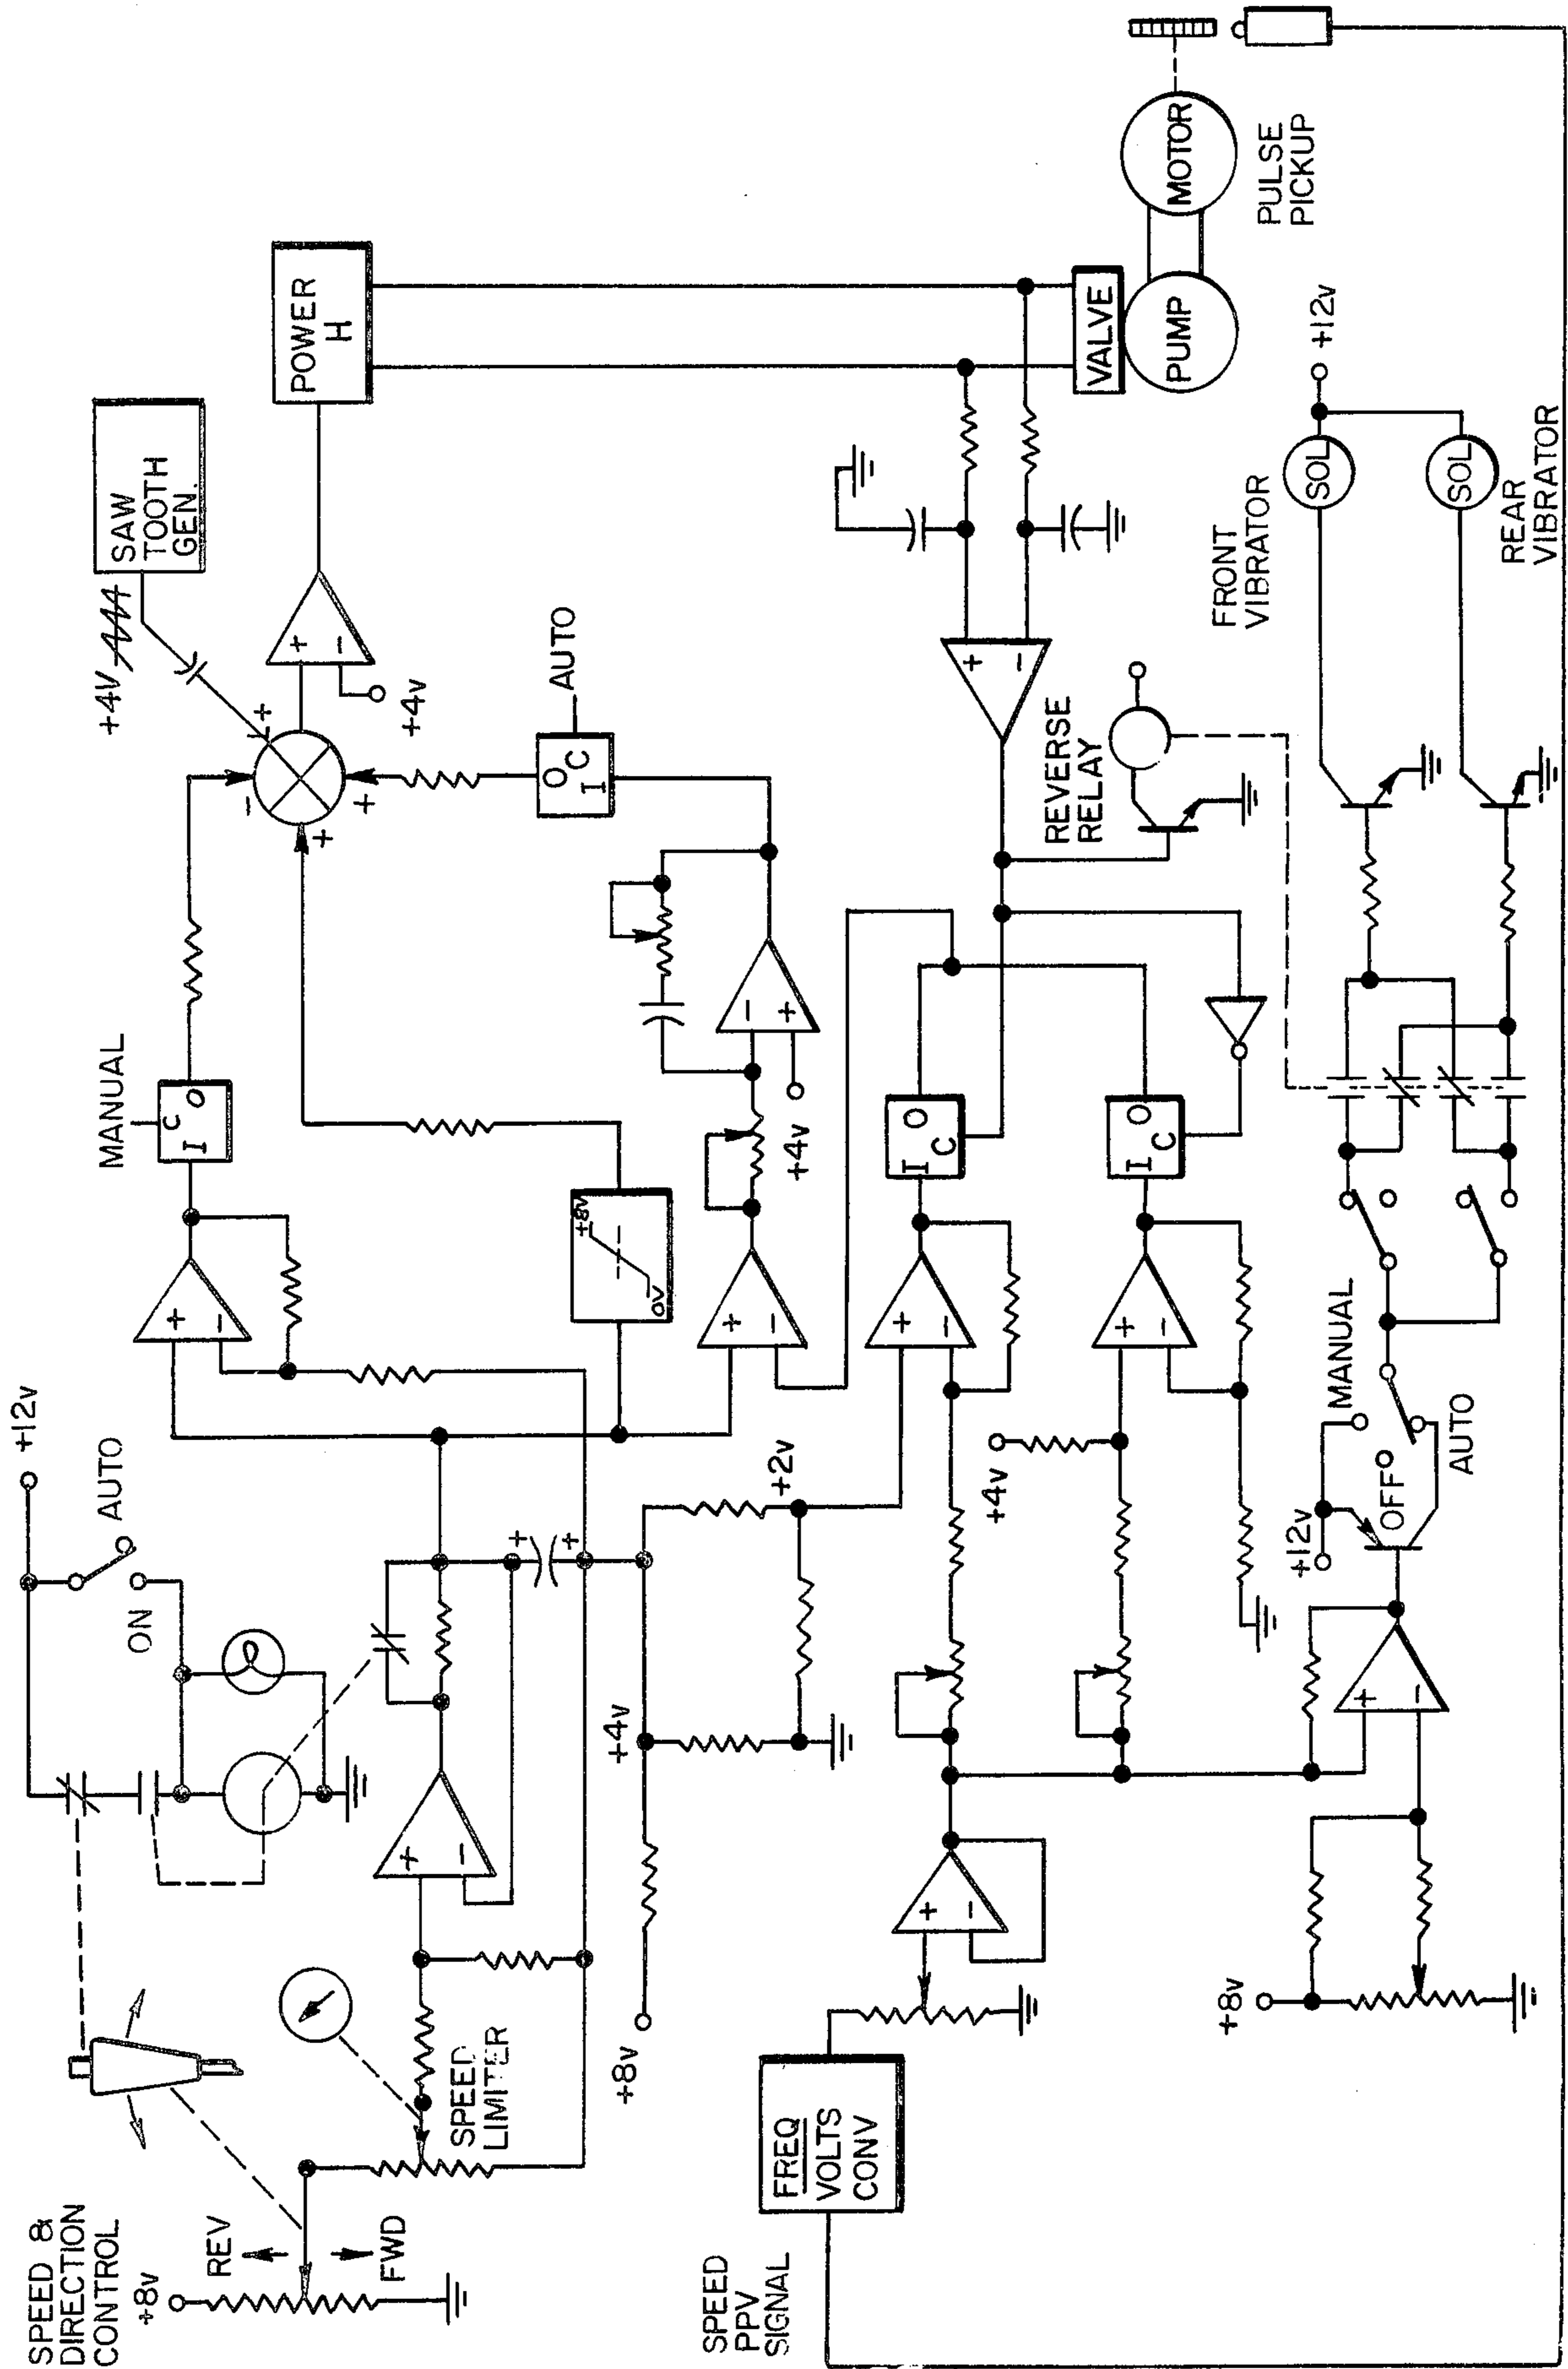 SPEED &
DIRECTION
CONTROL
+8v
REV
FWD
SPEED
LIMITER
ON
AUTO
+12v
+
-
+
+
+8v
+4v
+2v
+
-
MANUAL
C
I
O
+8V
0V
+
-
+4v
-
+
I
O
C
AUTO
-
+
+
+
+4V
SAW
TOOTH
GEN.
+
-
+4v
POWER
H
SPEED
PPV
SIGNAL
FREQ
VOLTS
CONV
+
-
+
-
I
O
C
+4v
+
-
I
O
C
+
-
REVERSE
RELAY
VALVE
PUMP
MOTOR
PULSE
PICKUP
+8v
+
-
+12v
OFF
MANUAL
AUTO
FRONT
VIBRATOR
SOL
+12v
SOL
REAR
VIBRATOR